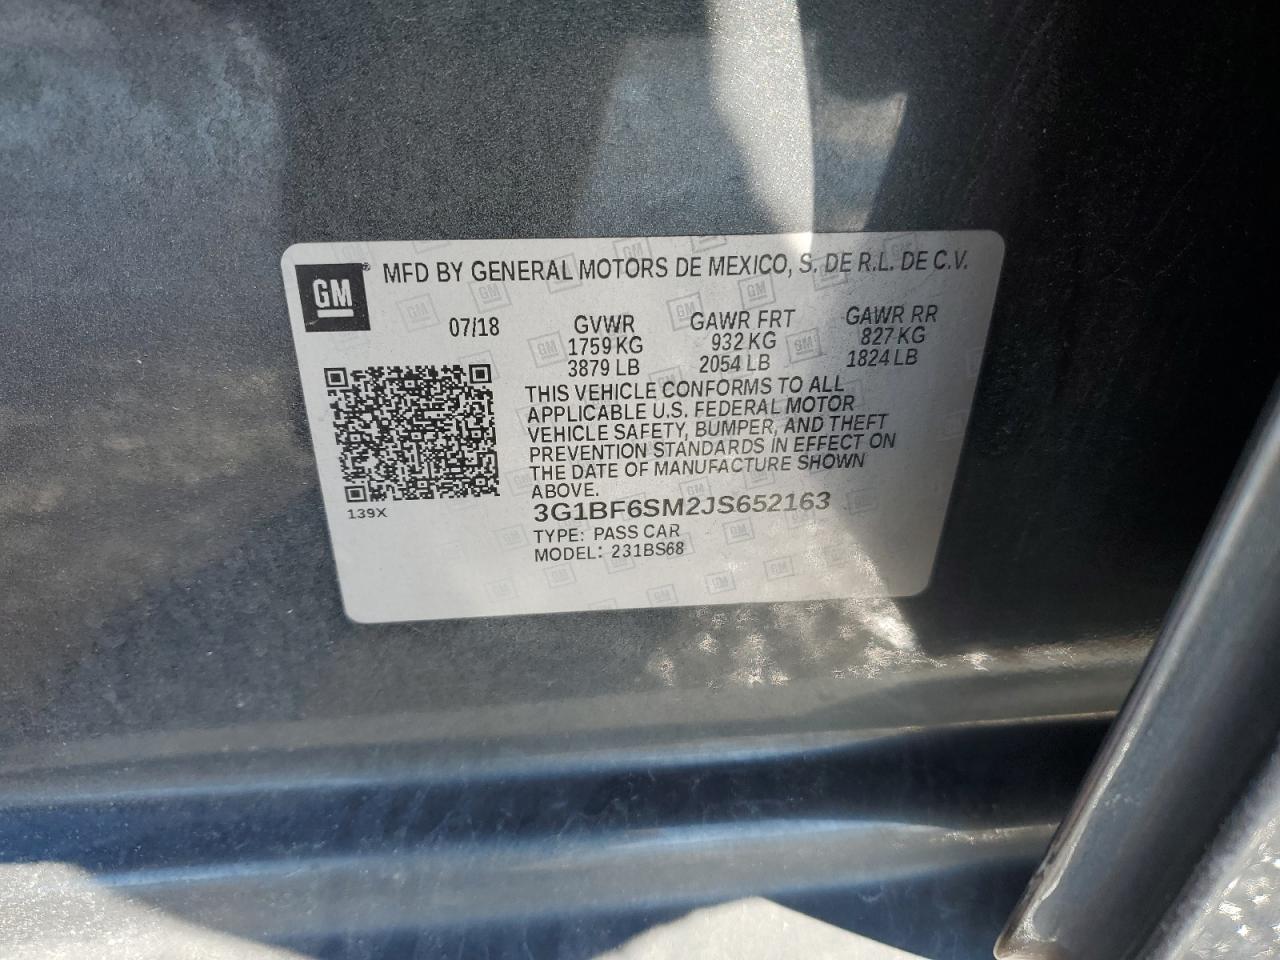 GM® MFD BY GENERAL MOTORS DE MEXICO, S. DE R.L. DE C.V.
07/18 GVWR GAWR FRT GAWR RR
1759 KG 932 KG 827 KG
3879 LB 2054 LB 1824 LB
THIS VEHICLE CONFORMS TO ALL
APPLICABLE U.S. FEDERAL MOTOR
VEHICLE SAFETY, BUMPER, AND THEFT
PREVENTION STANDARDS IN EFFECT ON
THE DATE OF MANUFACTURE SHOWN
ABOVE.
139X
3G1BF6SM2JS652163
TYPE: PASS CAR
MODEL: 231BS68